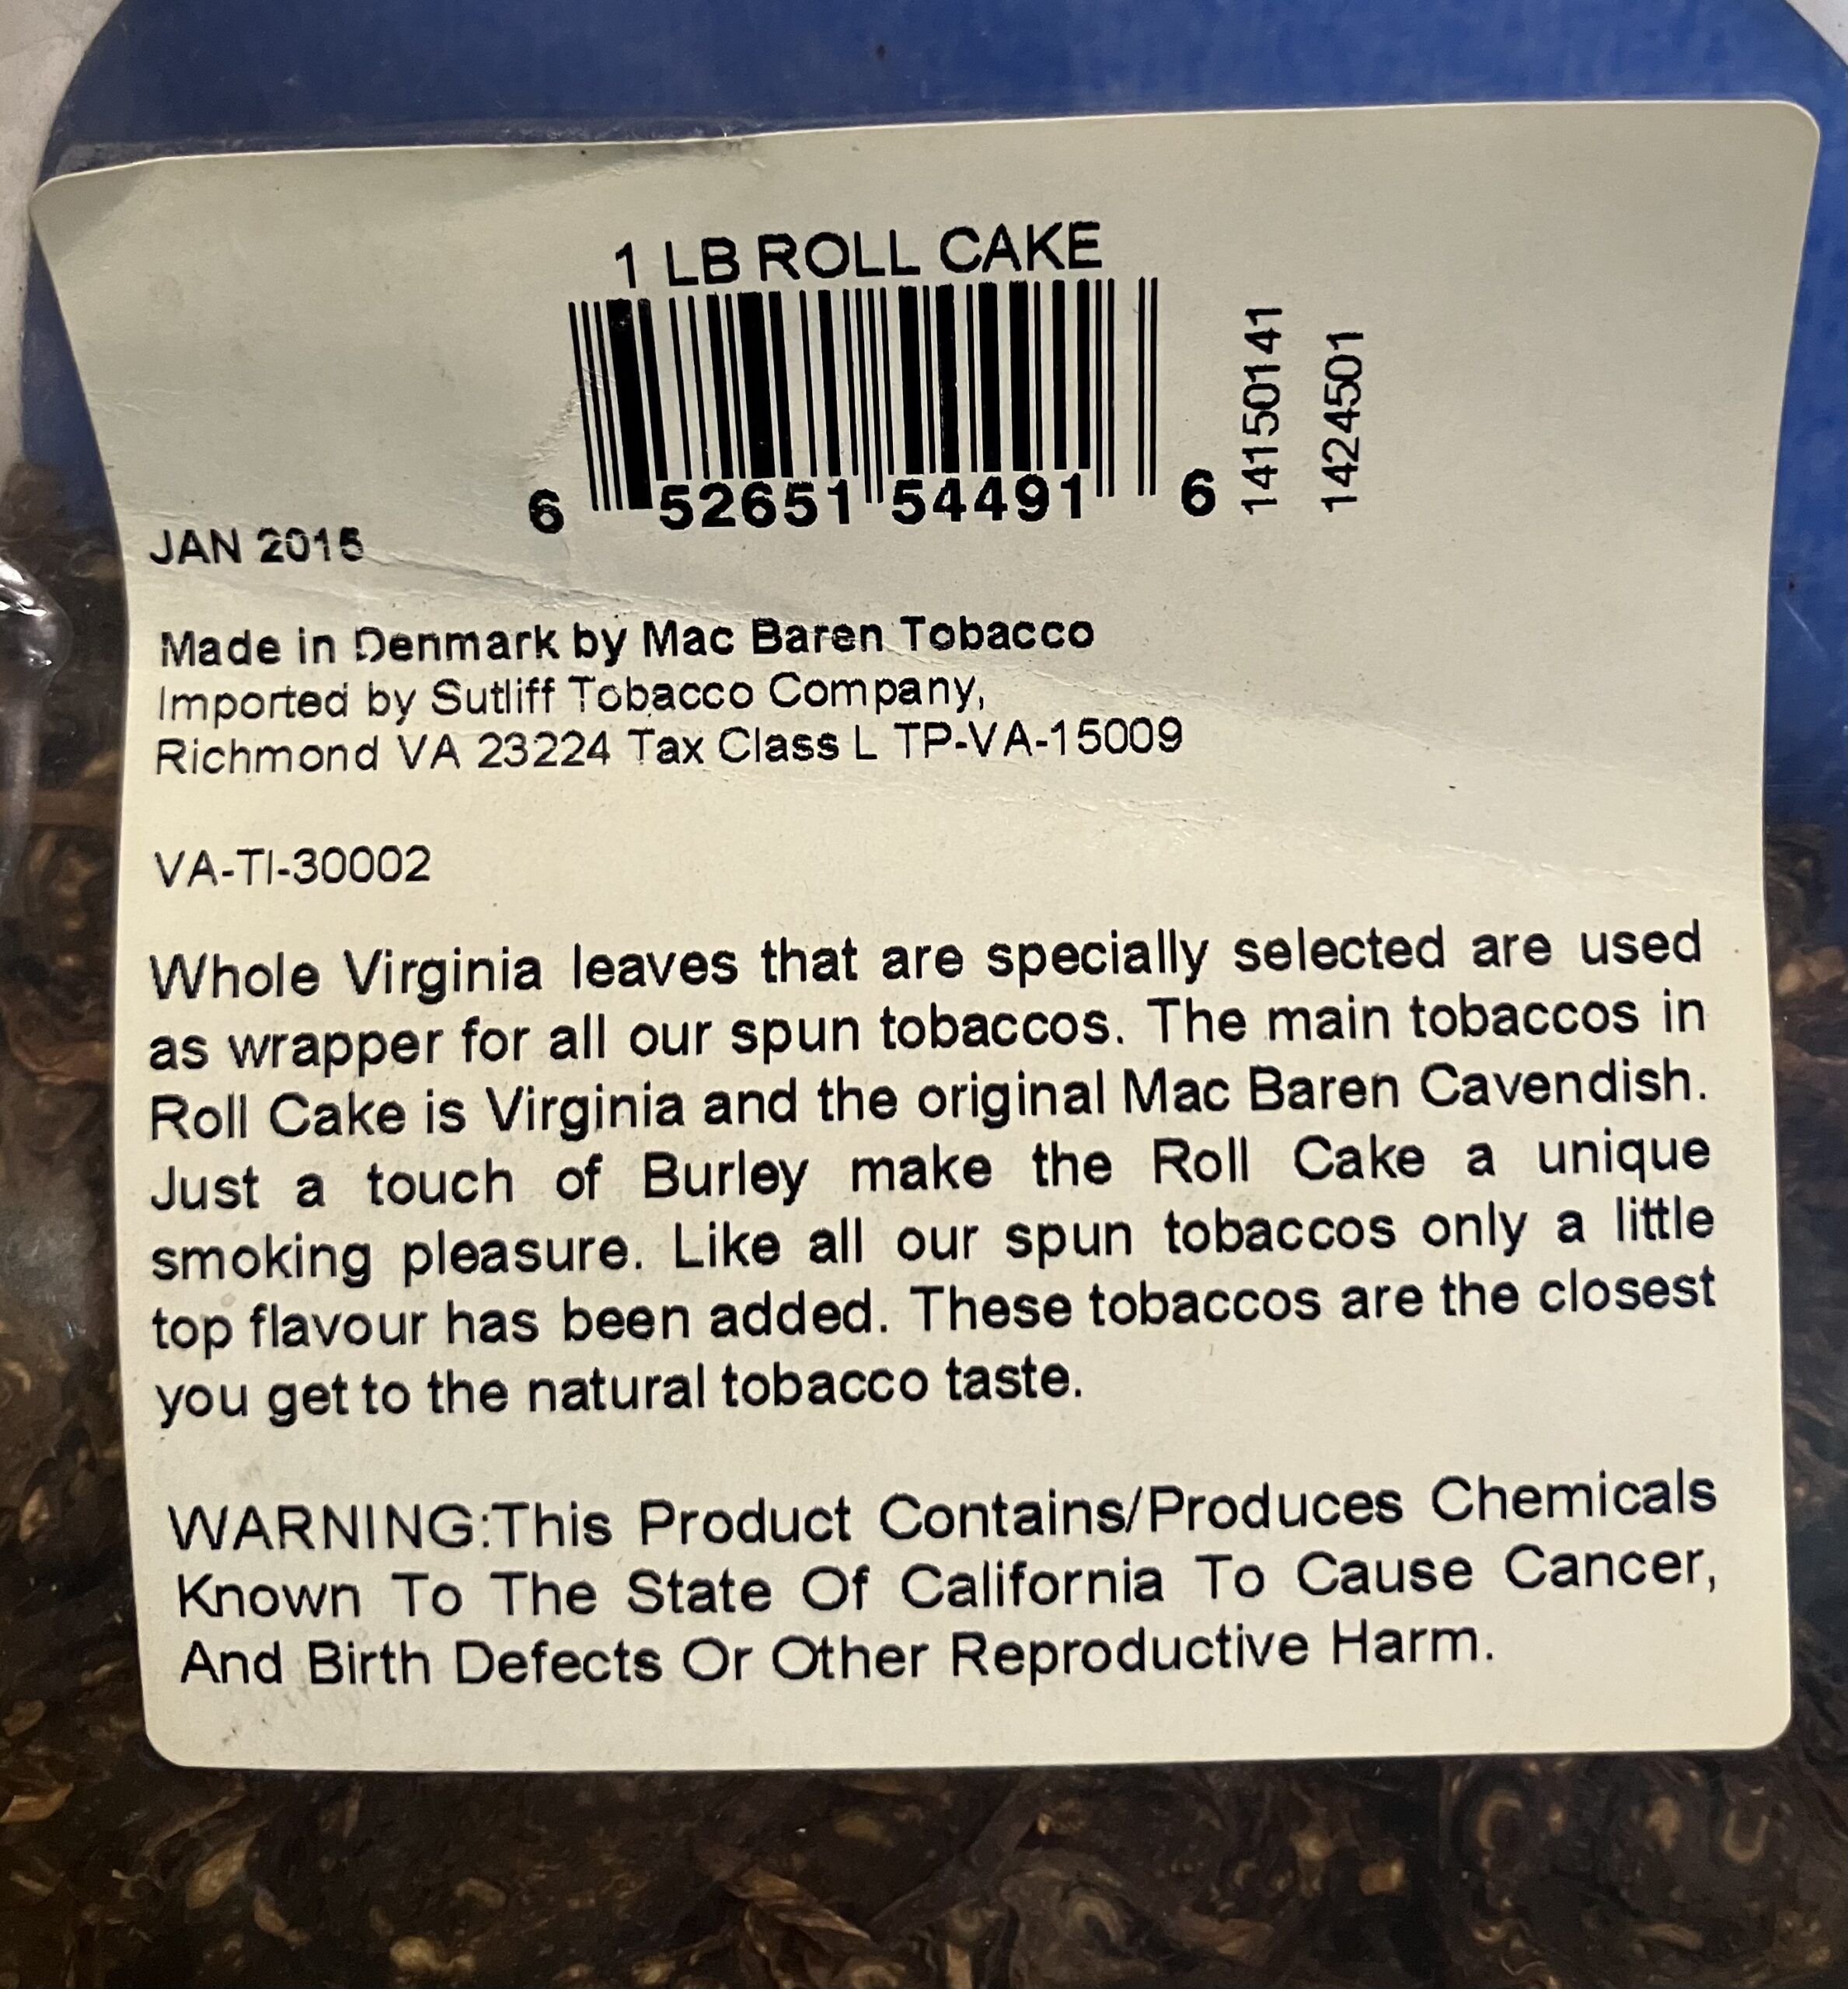 1 LB ROLL CAKE
6 52651 54491 6
14150141
1424501
JAN 2015
Made in Denmark by Mac Baren Tobacco
Imported by Sutliff Tobacco Company,
Richmond VA 23224 Tax Class L TP-VA-15009
VA-TI-30002
Whole Virginia leaves that are specially selected are used
as wrapper for all our spun tobaccos. The main tobaccos in
Roll Cake is Virginia and the original Mac Baren Cavendish.
Just a touch of Burley make the Roll Cake a unique
smoking pleasure. Like all our spun tobaccos only a little
top flavour has been added. These tobaccos are the closest
you get to the natural tobacco taste.
WARNING:This Product Contains/Produces Chemicals
Known To The State Of California To Cause Cancer,
And Birth Defects Or Other Reproductive Harm.